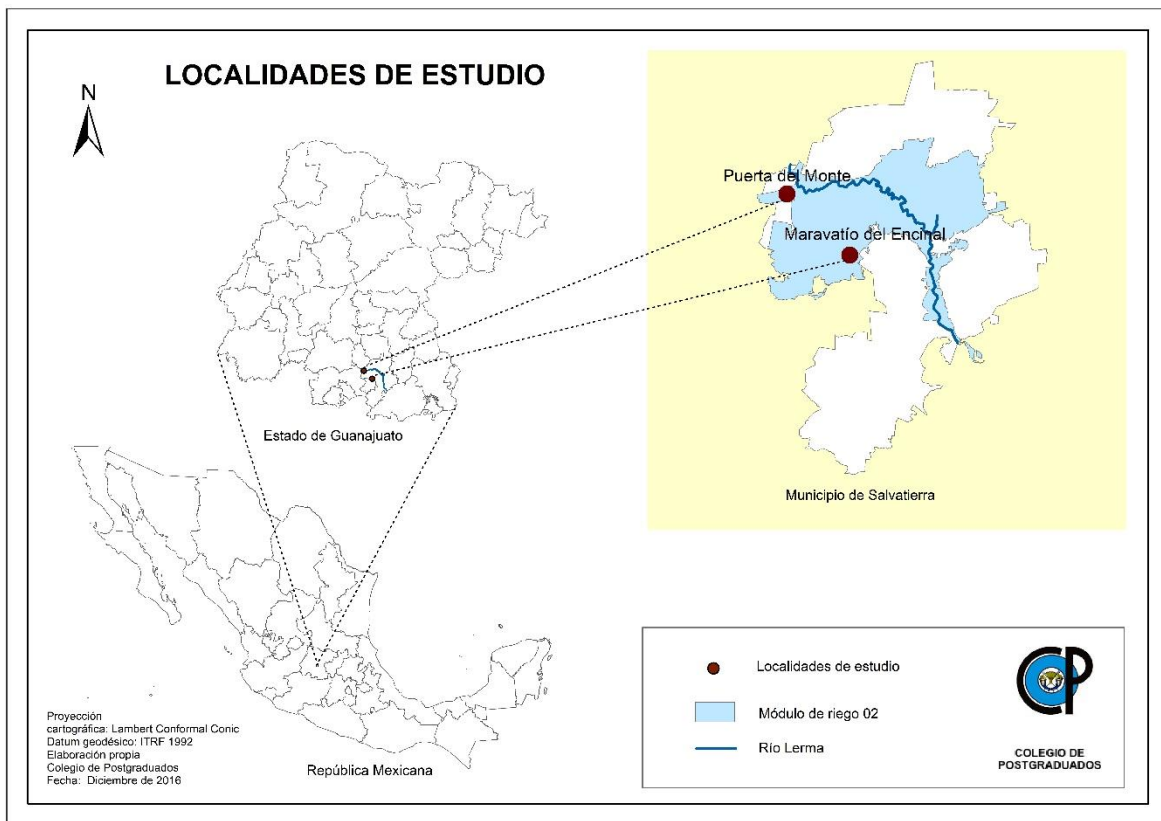 LOCALIDADES DE ESTUDIO
N
Puerta del Monte
Maravatío del Encinal
Estado de Guanajuato
Municipio de Salvatierra
República Mexicana
Proyección
cartográfica: Lambert Conformal Conic
Datum geodésico: ITRF 1992
Elaboración propia
Colegio de Postgraduados
Fecha: Diciembre de 2016
Localidades de estudio
Módulo de riego 02
Río Lerma
CP
COLEGIO DE
POSTGRADUADOS